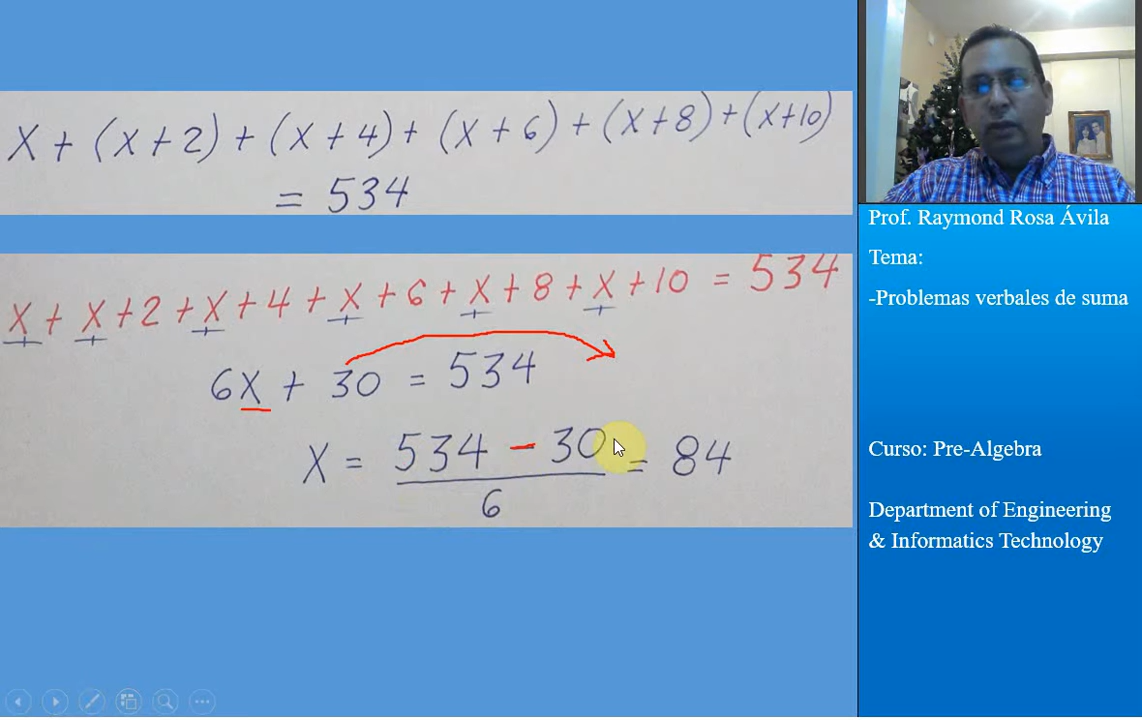 X + (X + 2) + (X + 4) + (X + 6) + (X + 8) + (X + 10)
= 534
X + X + 2 + X + 4 + X + 6 + X + 8 + X + 10 = 534
6X + 30 = 534
X = 534 - 30 = 84
6
Prof. Raymond Rosa Ávila
Tema:
-Problemas verbales de suma
Curso: Pre-Algebra
Department of Engineering
& Informatics Technology